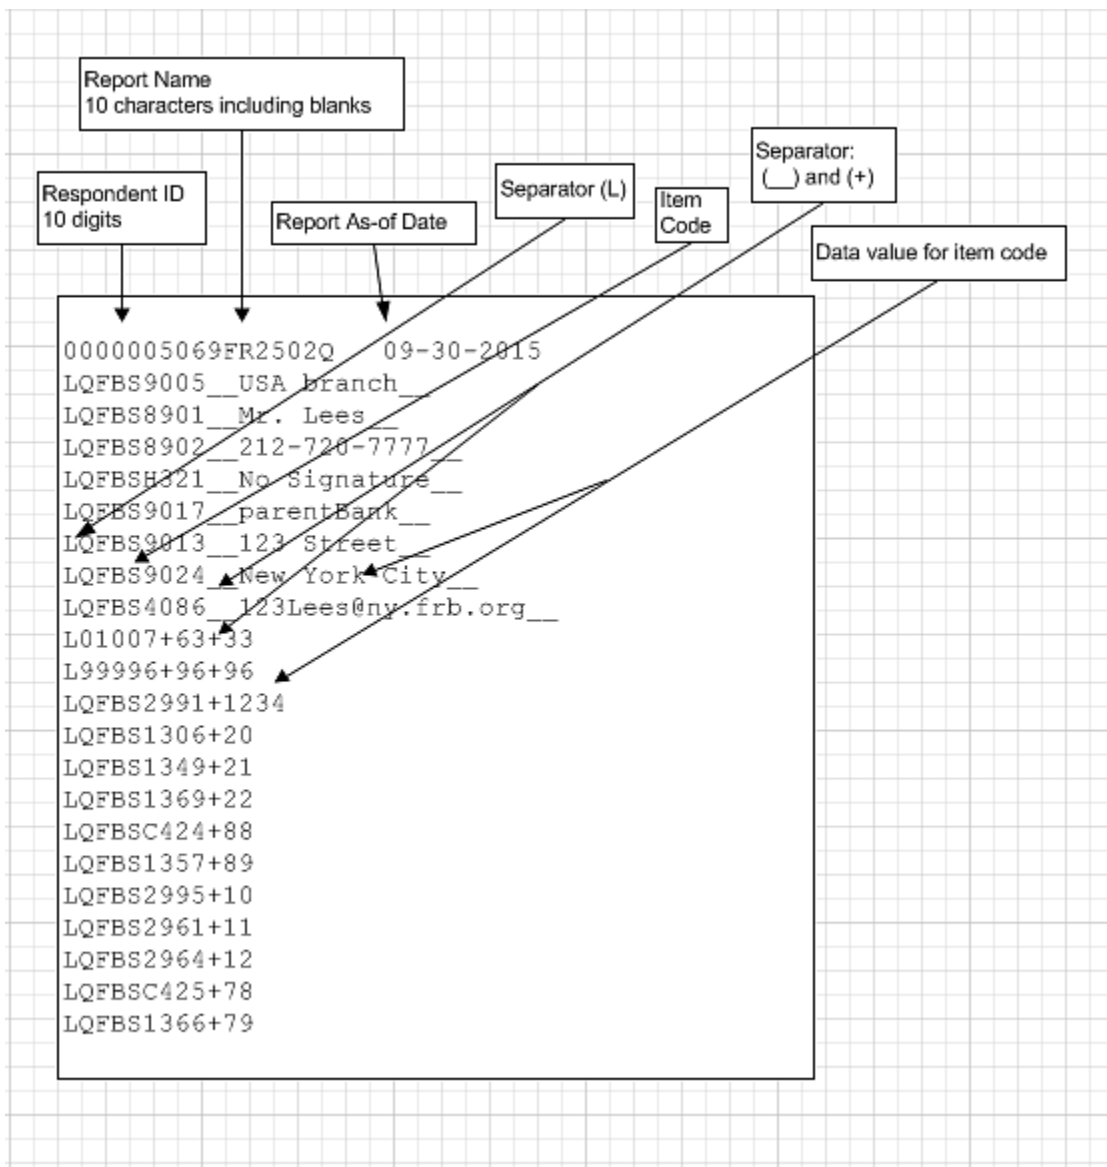 Report Name
10 characters including blanks
Separator:
(__) and (+)
Separator (L)
Respondent ID
10 digits
Item
Code
Report As-of Date
Data value for item code
0000005069FR2502Q   09-30-2015
LQFBS9005__USA branch__
LQFBS8901__Mr. Lees__
LQFBS8902__212-720-7777__
LQFBSH321__No Signature__
LQFBS9017__parentBank__
LQFBS9013__123 Street__
LQFBS9024__New York City__
LQFBS4086__123Lees@ny.frb.org__
L01007+63+33
L99996+96+96
LQFBS2991+1234
LQFBS1306+20
LQFBS1349+21
LQFBS1369+22
LQFBSC424+88
LQFBS1357+89
LQFBS2995+10
LQFBS2961+11
LQFBS2964+12
LQFBSC425+78
LQFBS1366+79